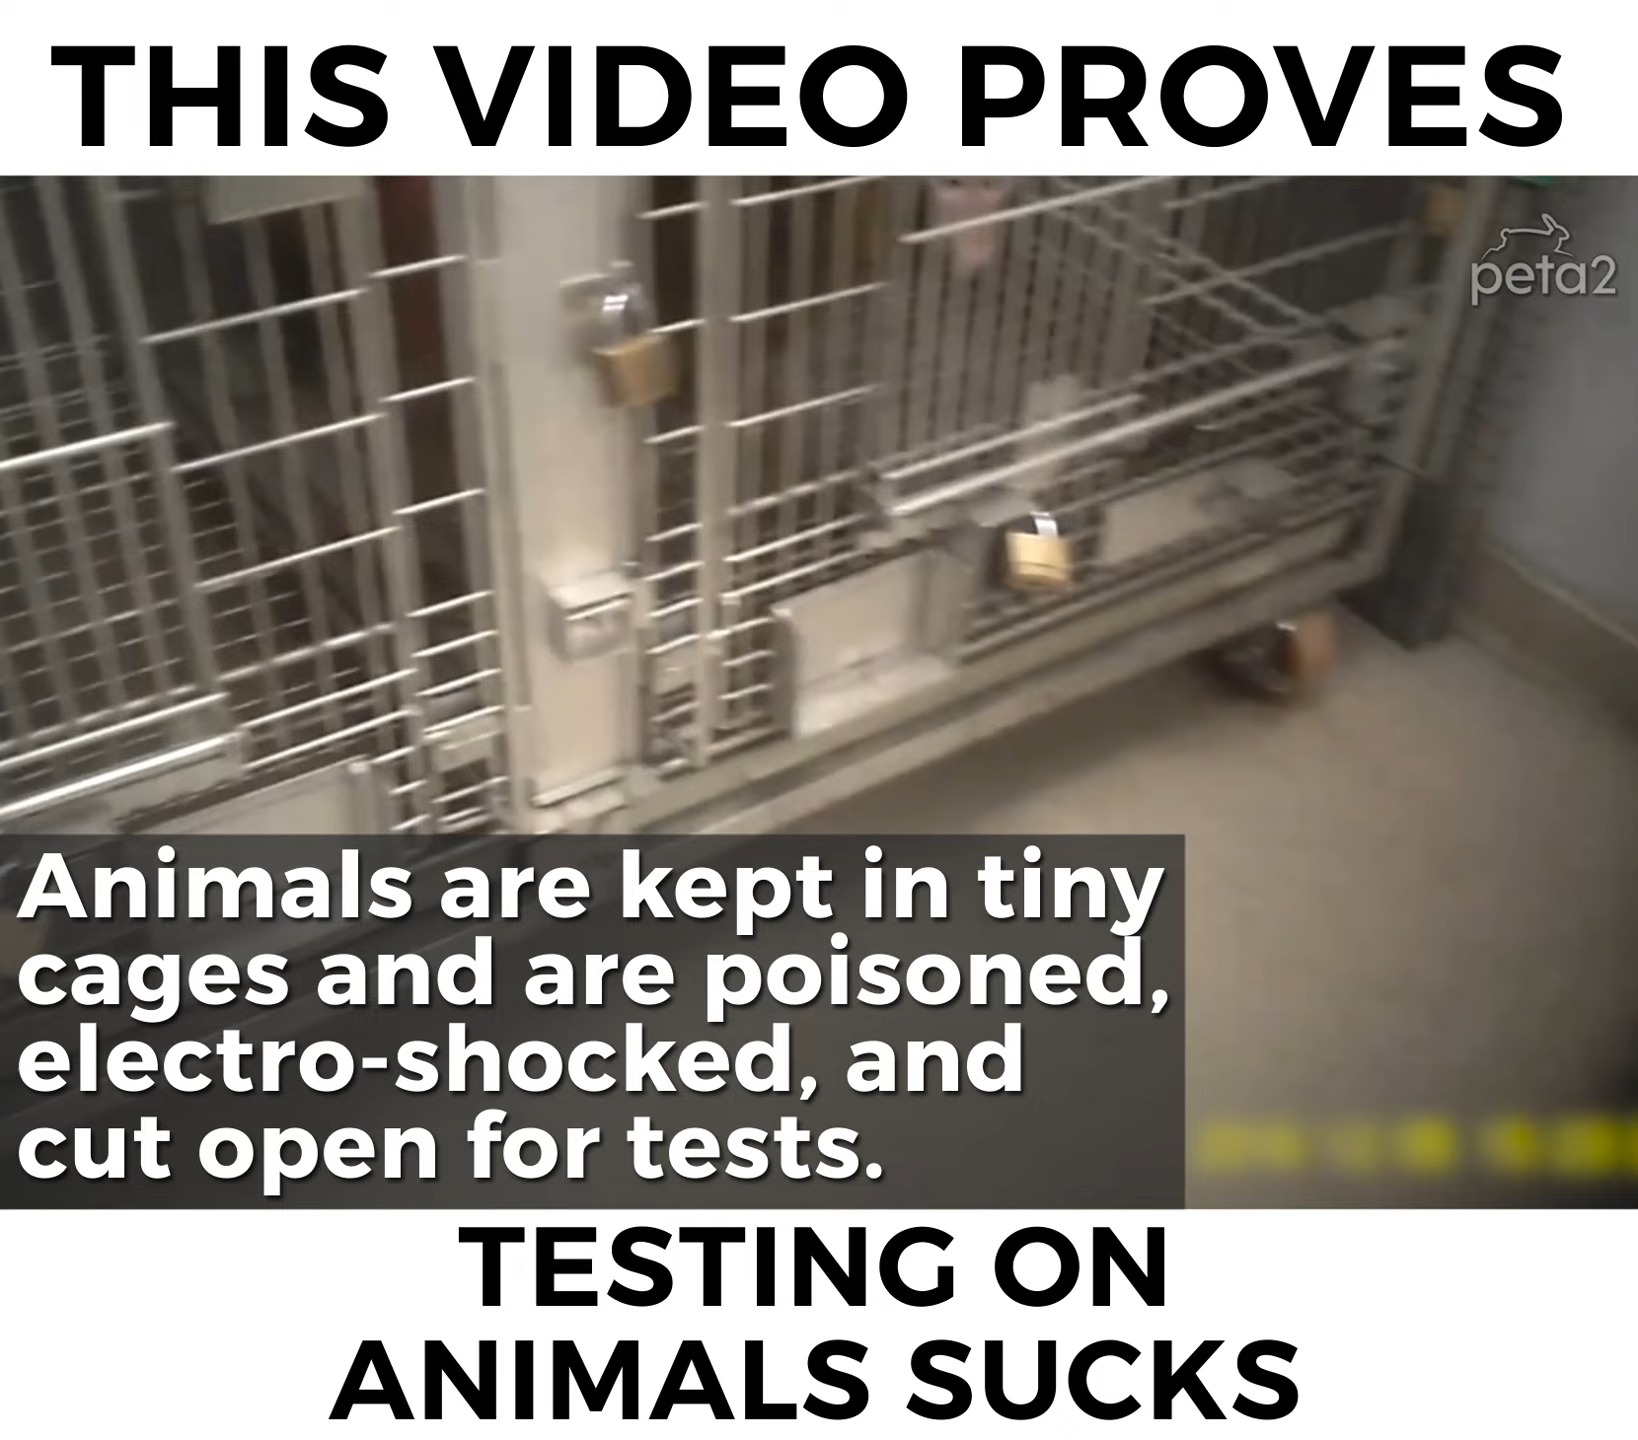 THIS VIDEO PROVES
peta2
Animals are kept in tiny
cages and are poisoned,
electro-shocked, and
cut open for tests.
TESTING ON
ANIMALS SUCKS